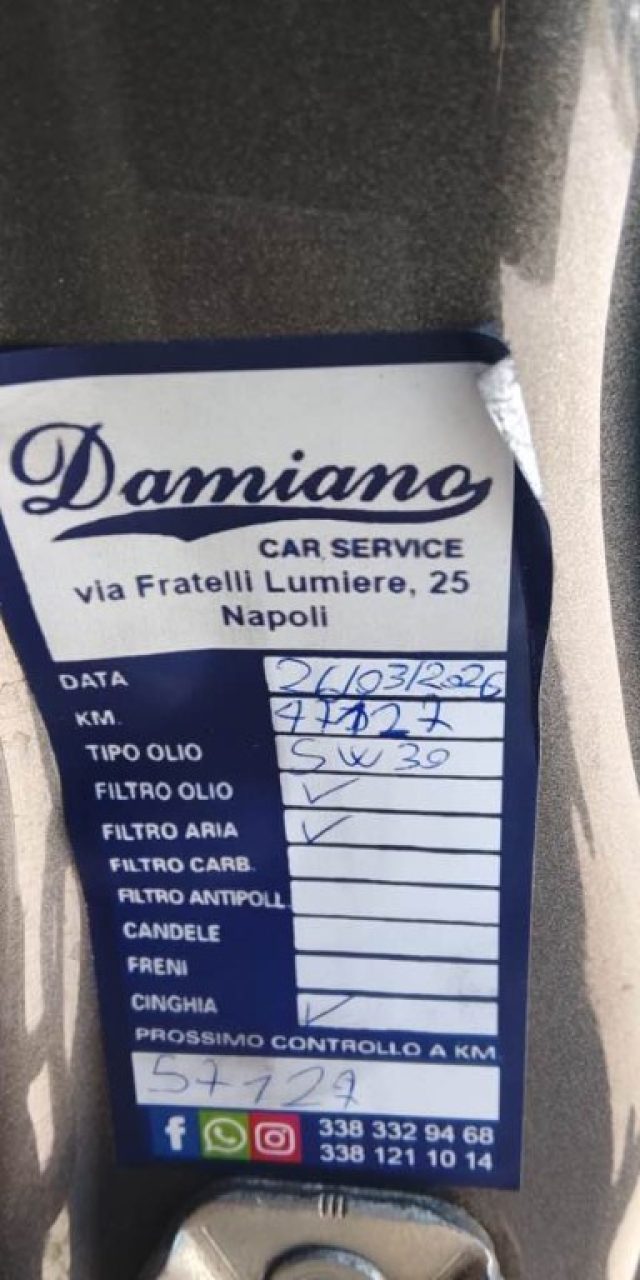 Damiano
CAR SERVICE
via Fratelli Lumiere, 25
Napoli
DATA 26/03/2026
KM. 47127
TIPO OLIO 5W30
FILTRO OLIO ✓
FILTRO ARIA ✓
FILTRO CARB.
FILTRO ANTIPOLL.
CANDELE
FRENI
CINGHIA ✓
PROSSIMO CONTROLLO A KM.
57127
338 332 94 68
338 121 10 14